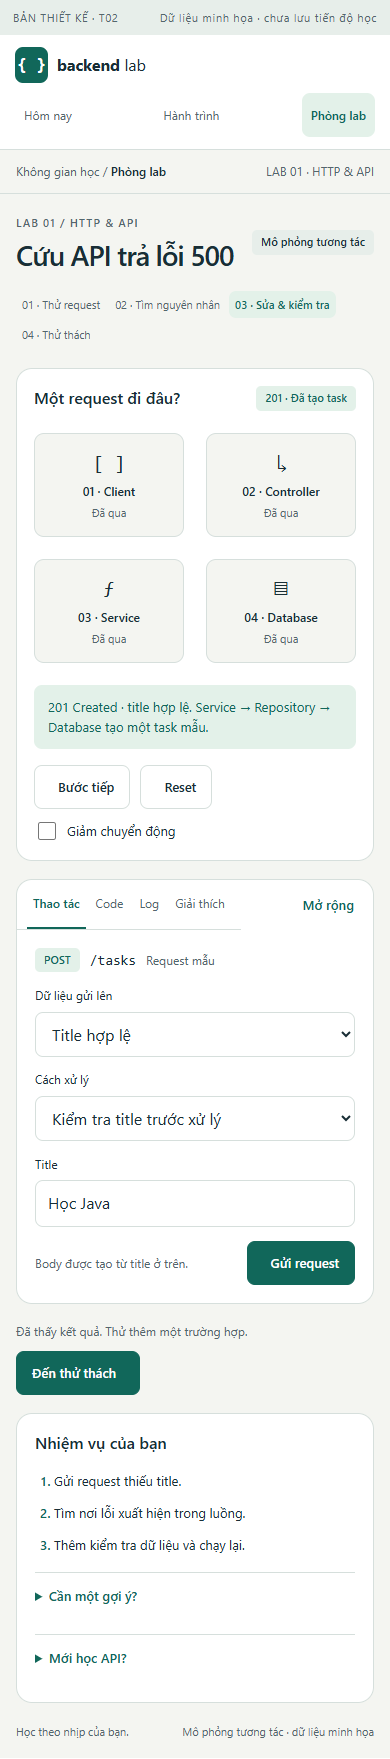 BẢN THIẾT KẾ · T02
Dữ liệu minh họa · chưa lưu tiến độ học
{ } backend lab
Hôm nay
Hành trình
Phòng lab
Không gian học / Phòng lab
LAB 01 · HTTP & API
LAB 01 / HTTP & API
Cứu API trả lỗi 500
Mô phỏng tương tác
01 · Thử request
02 · Tìm nguyên nhân
03 · Sửa & kiểm tra
04 · Thử thách
Một request đi đâu?
201 · Đã tạo task
[ ]
01 · Client
Đã qua
↳
02 · Controller
Đã qua
ƒ
03 · Service
Đã qua
▤
04 · Database
Đã qua
201 Created · title hợp lệ. Service → Repository →
Database tạo một task mẫu.
Bước tiếp
Reset
Giảm chuyển động
Thao tác
Code
Log
Giải thích
Mở rộng
POST /tasks Request mẫu
Dữ liệu gửi lên
Title hợp lệ
Cách xử lý
Kiểm tra title trước xử lý
Title
Học Java
Body được tạo từ title ở trên.
Gửi request
Đã thấy kết quả. Thử thêm một trường hợp.
Đến thử thách
Nhiệm vụ của bạn
1. Gửi request thiếu title.
2. Tìm nơi lỗi xuất hiện trong luồng.
3. Thêm kiểm tra dữ liệu và chạy lại.
▶ Cần một gợi ý?
▶ Mới học API?
Học theo nhịp của bạn.
Mô phỏng tương tác · dữ liệu minh họa